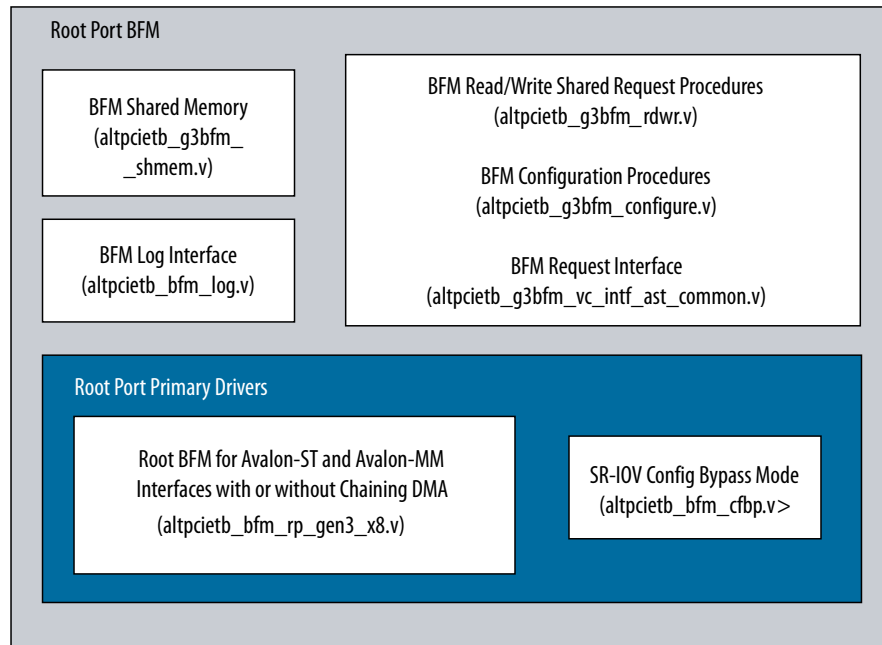 Root Port BFM
BFM Shared Memory
(altpcietb_g3bfm_
_shmem.v)
BFM Log Interface
(altpcietb_bfm_log.v)
BFM Read/Write Shared Request Procedures
(altpcietb_g3bfm_rdwr.v)
BFM Configuration Procedures
(altpcietb_g3bfm_configure.v)
BFM Request Interface
(altpcietb_g3bfm_vc_intf_ast_common.v)
Root Port Primary Drivers
Root BFM for Avalon-ST and Avalon-MM
Interfaces with or without Chaining DMA
(altpcietb_bfm_rp_gen3_x8.v)
SR-IOV Config Bypass Mode
(altpcietb_bfm_cfbp.v>